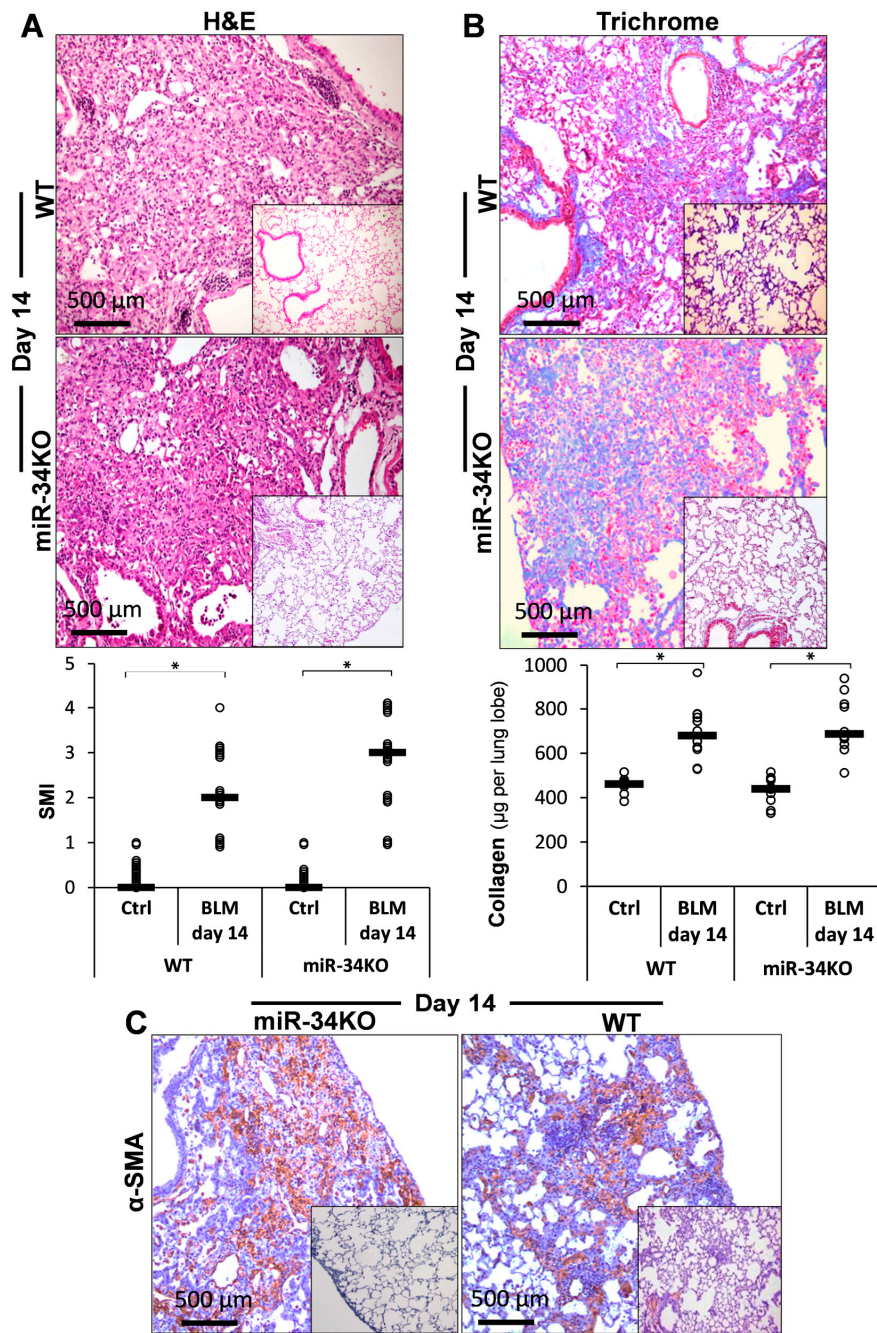 A
H&E
B
Trichrome
Day 14
WT
500 µm
miR-34KO
500 µm
Day 14
WT
500 µm
miR-34KO
500 µm
SMI
5
4
3
2
1
0
*
*
Ctrl
BLM
day 14
Ctrl
BLM
day 14
WT
miR-34KO
Collagen (µg per lung lobe)
1000
800
600
400
200
0
*
*
Ctrl
BLM
day 14
Ctrl
BLM
day 14
WT
miR-34KO
Day 14
C
miR-34KO
WT
α-SMA
500 µm
500 µm